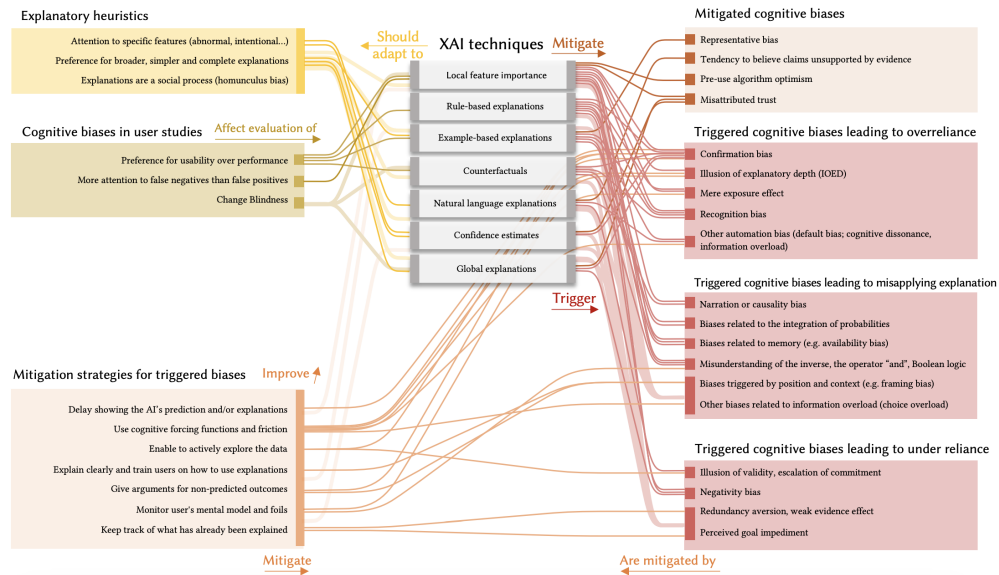 Explanatory heuristics
Attention to specific features (abnormal, intentional...)
Preference for broader, simpler and complete explanations
Explanations are a social process (homunculus bias)
Cognitive biases in user studies
Affect evaluation of
Preference for usability over performance
More attention to false negatives than false positives
Change Blindness
Mitigation strategies for triggered biases
Improve
Delay showing the AI's prediction and/or explanations
Use cognitive forcing functions and friction
Enable to actively explore the data
Explain clearly and train users on how to use explanations
Give arguments for non-predicted outcomes
Monitor user's mental model and foils
Keep track of what has already been explained
Mitigate
Should
adapt to
XAI techniques
Mitigate
Local feature importance
Rule-based explanations
Example-based explanations
Counterfactuals
Natural language explanations
Confidence estimates
Global explanations
Trigger
Mitigated cognitive biases
Representative bias
Tendency to believe claims unsupported by evidence
Pre-use algorithm optimism
Misattributed trust
Triggered cognitive biases leading to overreliance
Confirmation bias
Illusion of explanatory depth (IOED)
Mere exposure effect
Recognition bias
Other automation bias (default bias; cognitive dissonance,
information overload)
Triggered cognitive biases leading to misapplying explanation
Narration or causality bias
Biases related to the integration of probabilities
Biases related to memory (e.g. availability bias)
Misunderstanding of the inverse, the operator "and", Boolean logic
Biases triggered by position and context (e.g. framing bias)
Other biases related to information overload (choice overload)
Triggered cognitive biases leading to under reliance
Illusion of validity, escalation of commitment
Negativity bias
Redundancy aversion, weak evidence effect
Perceived goal impediment
Are mitigated by